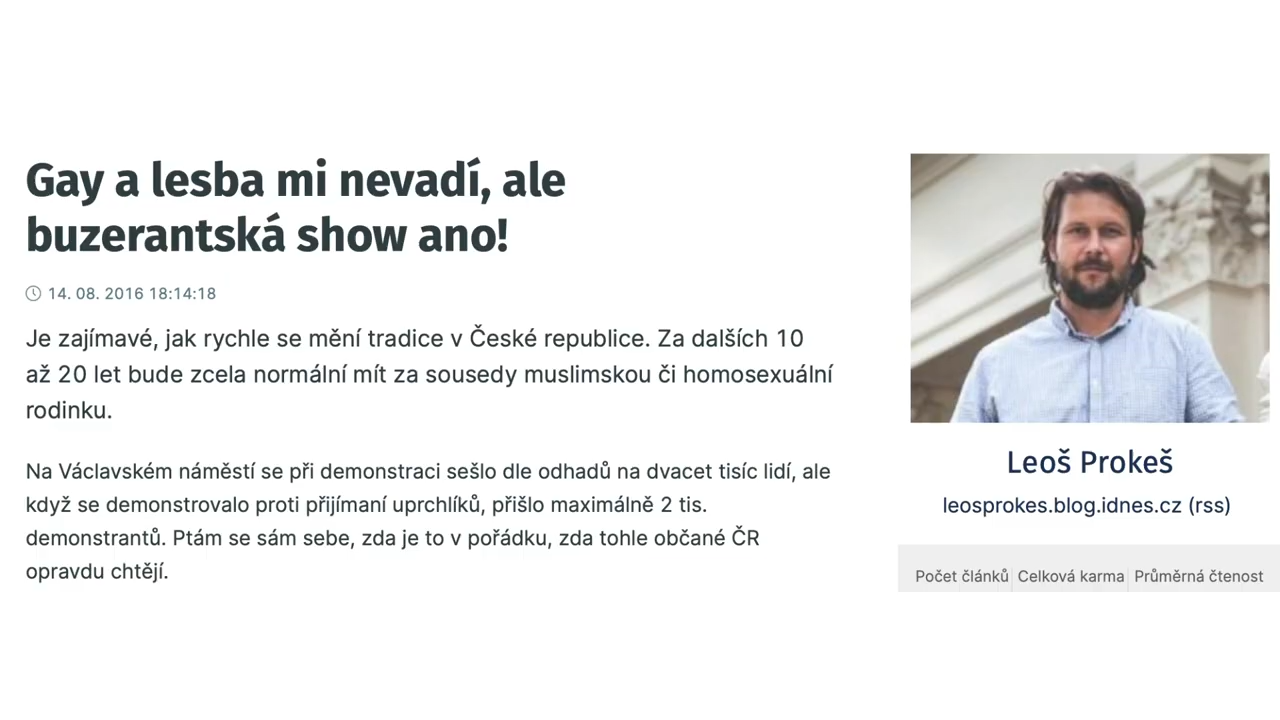 Gay a lesba mi nevadí, ale
buzerantská show ano!
14. 08. 2016 18:14:18
Je zajímavé, jak rychle se mění tradice v České republice. Za dalších 10
až 20 let bude zcela normální mít za sousedy muslimskou či homosexuální
rodinku.
Na Václavském náměstí se při demonstraci sešlo dle odhadů na dvacet tisíc lidí, ale
když se demonstrovalo proti přijímaní uprchlíků, přišlo maximálně 2 tis.
demonstrantů. Ptám se sám sebe, zda je to v pořádku, zda tohle občané ČR
opravdu chtějí.
Leoš Prokeš
leosprokes.blog.idnes.cz (rss)
Počet článků Celková karma Průměrná čtenost